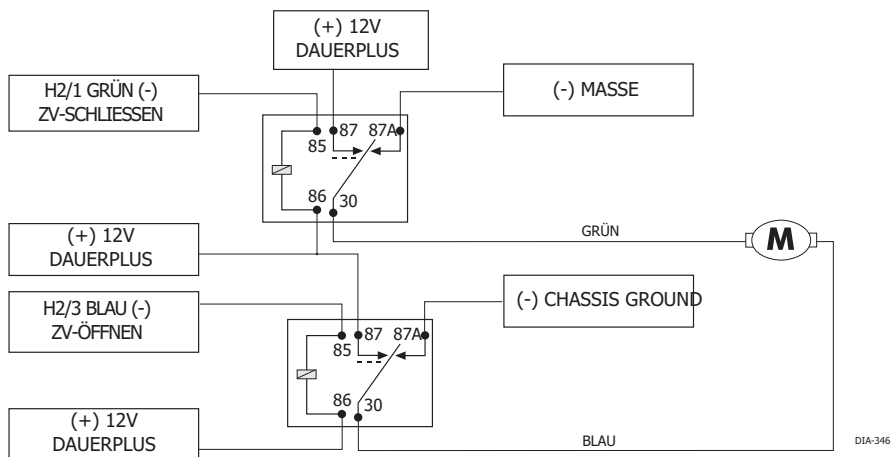 (+) 12V
DAUERPLUS
H2/1 GRÜN (-)
ZV-SCHLIESSEN
(-) MASSE
87
87A
85
86
30
(+) 12V
DAUERPLUS
GRÜN
M
H2/3 BLAU (-)
ZV-ÖFFNEN
(-) CHASSIS GROUND
87
87A
85
86
30
(+) 12V
DAUERPLUS
BLAU
DIA-346